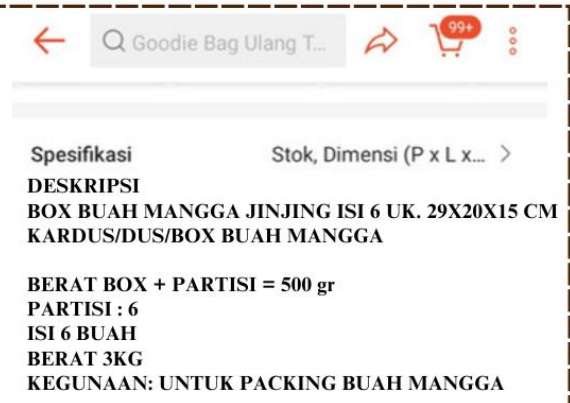 Goodie Bag Ulang T...
99+
Spesifikasi Stok, Dimensi (P x L x... >
DESKRIPSI
BOX BUAH MANGGA JINJING ISI 6 UK. 29X20X15 CM
KARDUS/DUS/BOX BUAH MANGGA
BERAT BOX + PARTISI = 500 gr
PARTISI : 6
ISI 6 BUAH
BERAT 3KG
KEGUNAAN: UNTUK PACKING BUAH MANGGA